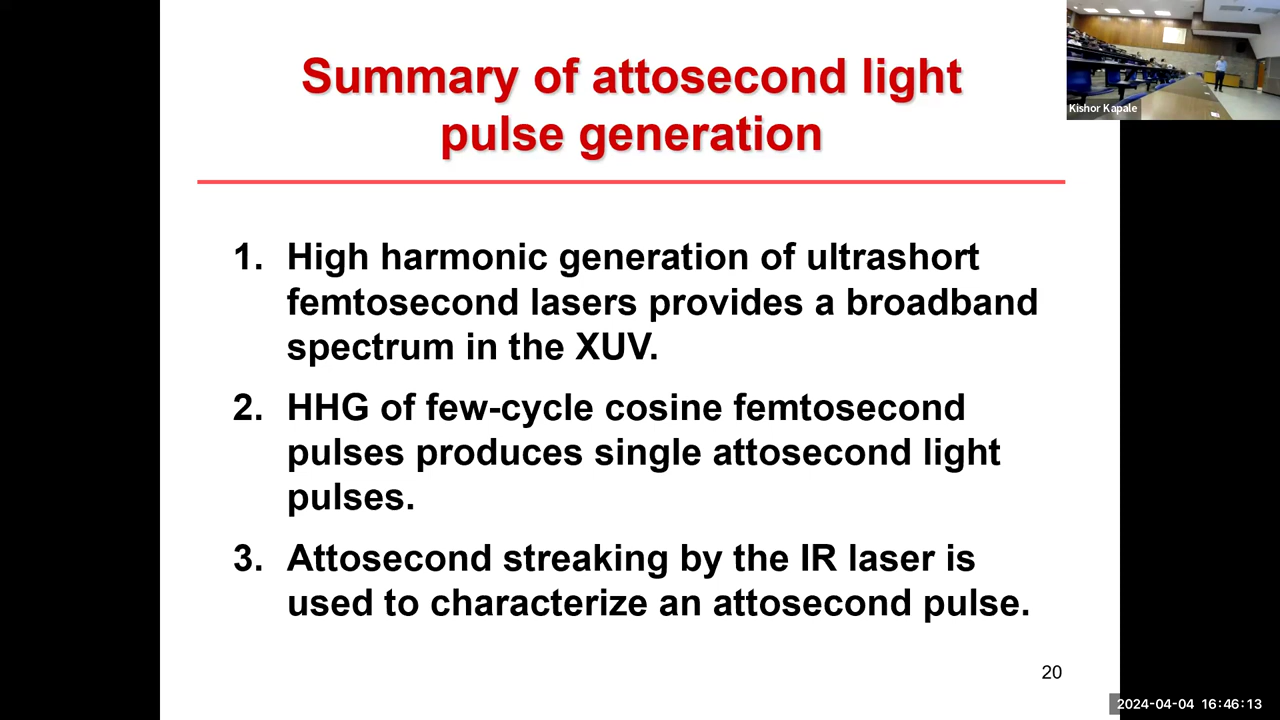 Summary of attosecond light
pulse generation
Kishor Kapale
1. High harmonic generation of ultrashort
femtosecond lasers provides a broadband
spectrum in the XUV.
2. HHG of few-cycle cosine femtosecond
pulses produces single attosecond light
pulses.
3. Attosecond streaking by the IR laser is
used to characterize an attosecond pulse.
20
2024-04-04 16:46:13